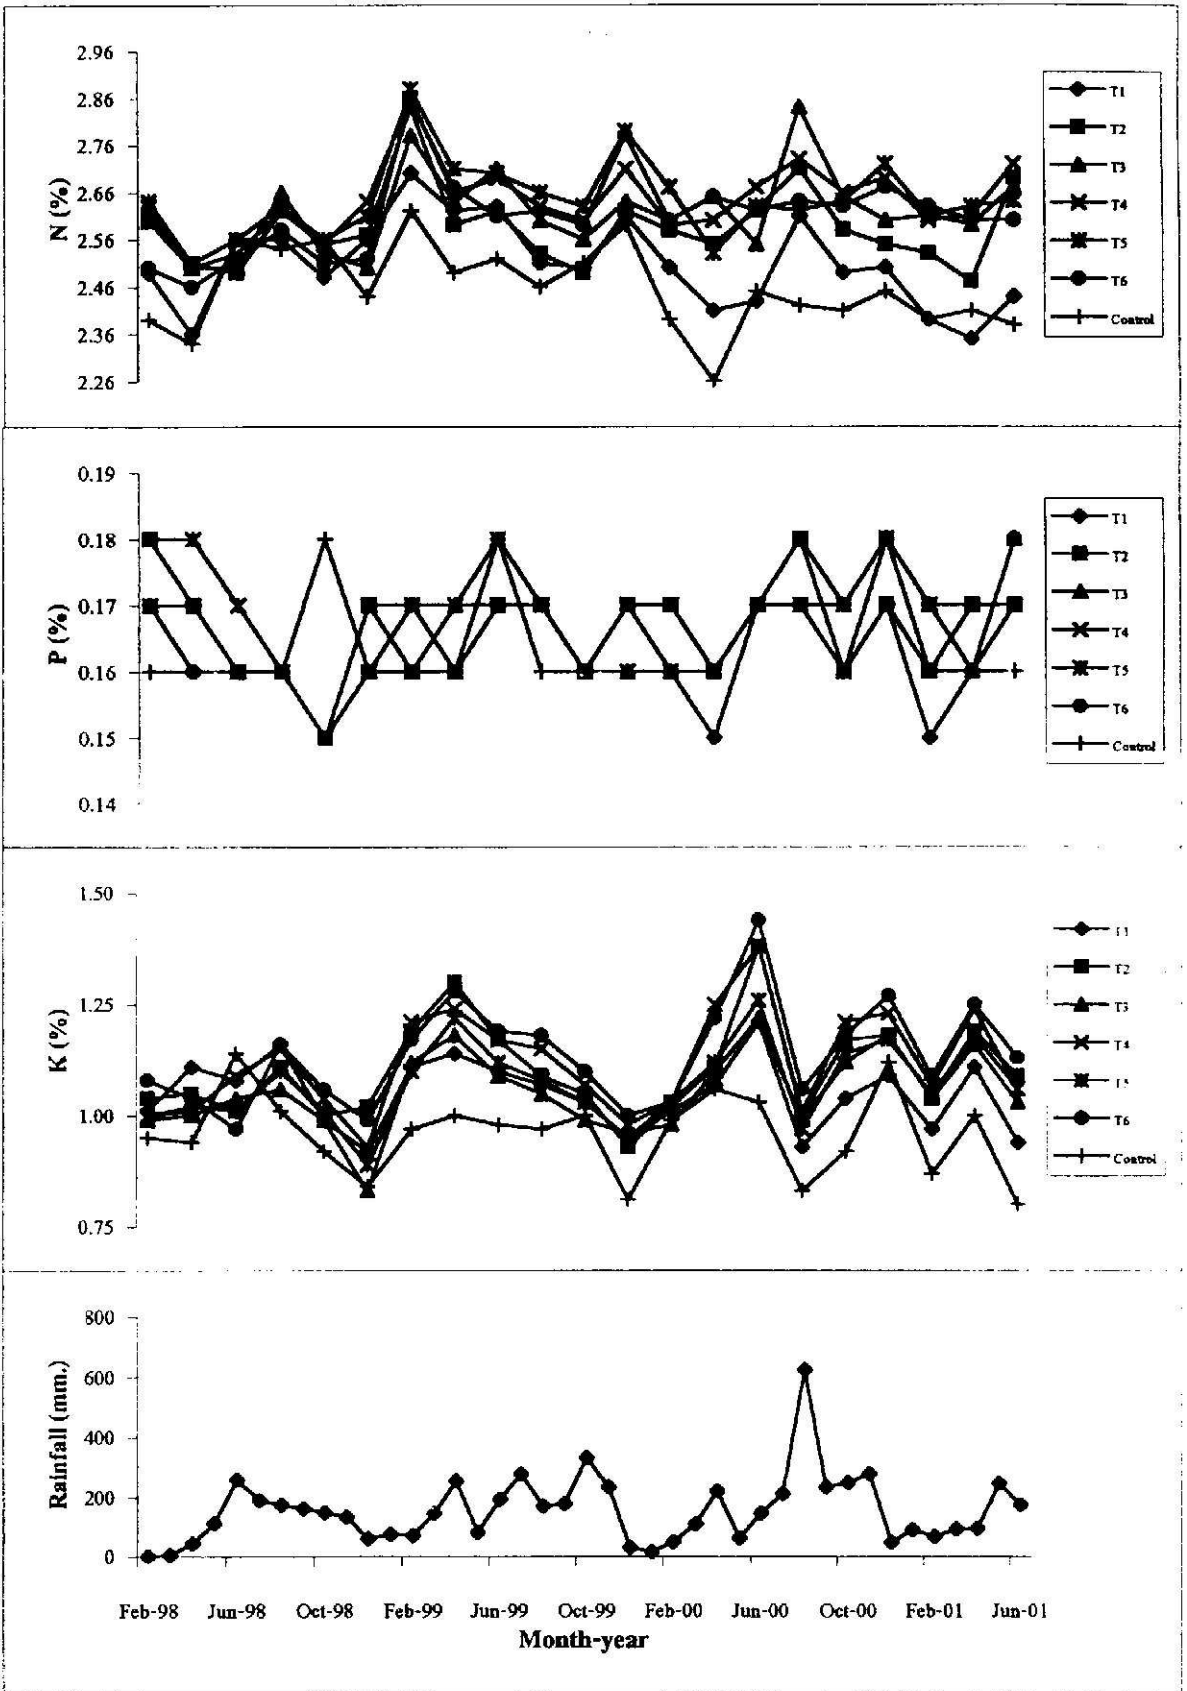 2.96
2.86
2.76
2.66
2.56
2.46
2.36
2.26
N (%)
T1
T2
T3
T4
T5
T6
Control
0.19
0.18
0.17
0.16
0.15
0.14
P (%)
T1
T2
T3
T4
T5
T6
Control
1.50
1.25
1.00
0.75
K (%)
T1
T2
T3
T4
T5
T6
Control
800
600
400
200
0
Rainfall (mm.)
Feb-98 Jun-98 Oct-98 Feb-99 Jun-99 Oct-99 Feb-00 Jun-00 Oct-00 Feb-01 Jun-01
Month-year